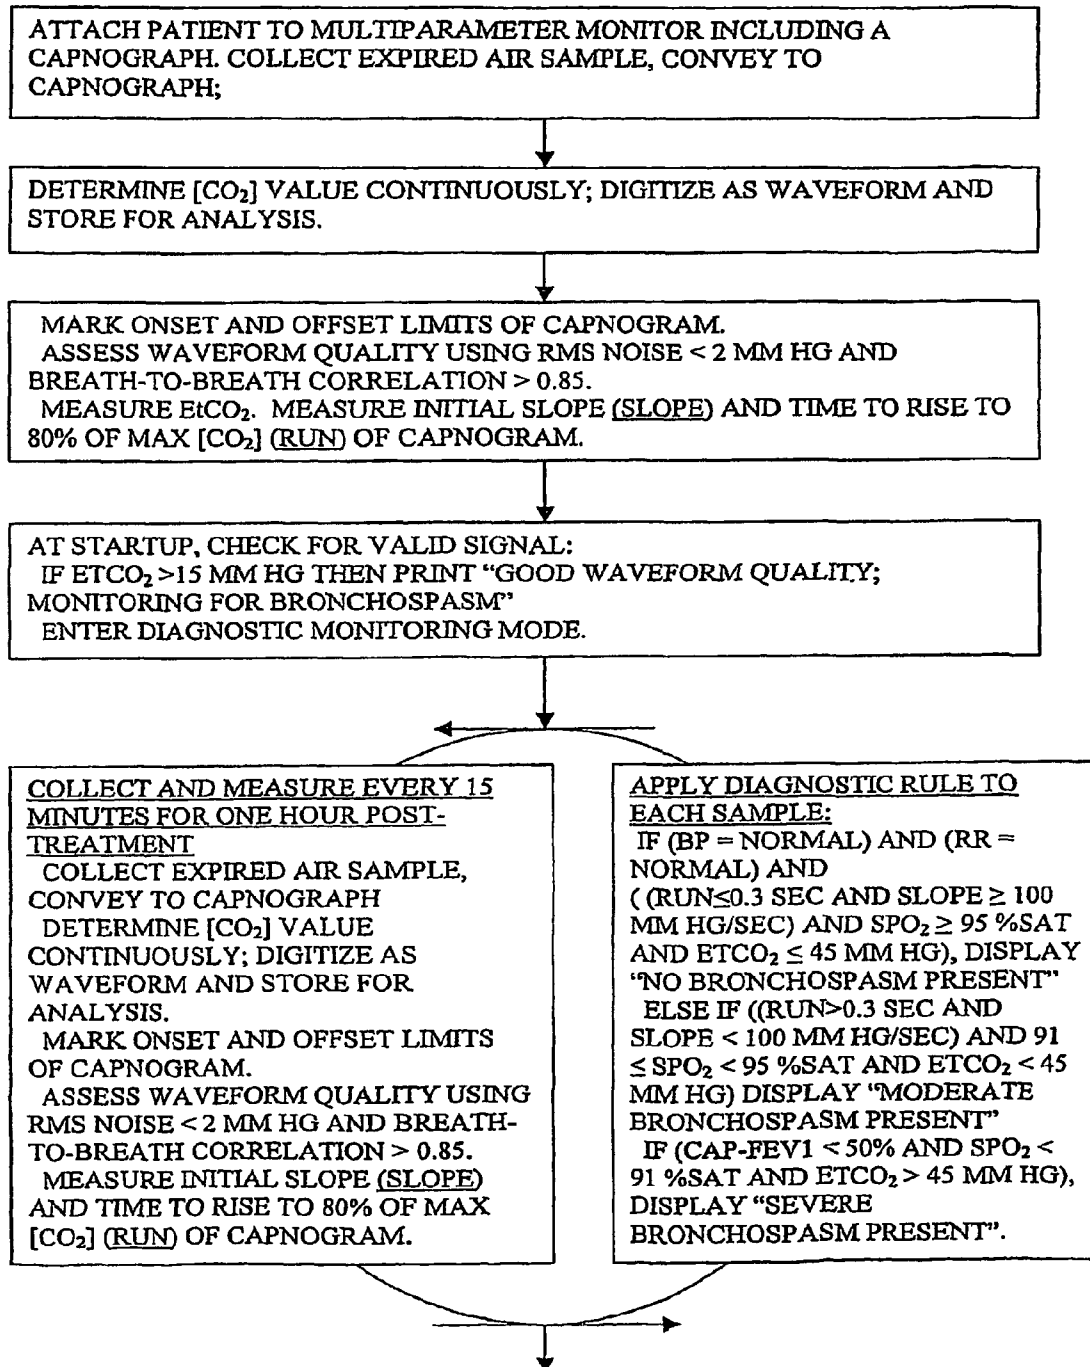 ATTACH PATIENT TO MULTIPARAMETER MONITOR INCLUDING A
CAPNOGRAPH. COLLECT EXPIRED AIR SAMPLE, CONVEY TO
CAPNOGRAPH;
DETERMINE [CO₂] VALUE CONTINUOUSLY; DIGITIZE AS WAVEFORM AND
STORE FOR ANALYSIS.
MARK ONSET AND OFFSET LIMITS OF CAPNOGRAM.
ASSESS WAVEFORM QUALITY USING RMS NOISE < 2 MM HG AND
BREATH-TO-BREATH CORRELATION > 0.85.
MEASURE EtCO₂. MEASURE INITIAL SLOPE (SLOPE) AND TIME TO RISE TO
80% OF MAX [CO₂] (RUN) OF CAPNOGRAM.
AT STARTUP, CHECK FOR VALID SIGNAL:
IF ETCO₂ >15 MM HG THEN PRINT “GOOD WAVEFORM QUALITY;
MONITORING FOR BRONCHOSPASM”
ENTER DIAGNOSTIC MONITORING MODE.
COLLECT AND MEASURE EVERY 15
MINUTES FOR ONE HOUR POST-
TREATMENT
COLLECT EXPIRED AIR SAMPLE,
CONVEY TO CAPNOGRAPH
DETERMINE [CO₂] VALUE
CONTINUOUSLY; DIGITIZE AS
WAVEFORM AND STORE FOR
ANALYSIS.
MARK ONSET AND OFFSET LIMITS
OF CAPNOGRAM.
ASSESS WAVEFORM QUALITY USING
RMS NOISE < 2 MM HG AND BREATH-
TO-BREATH CORRELATION > 0.85.
MEASURE INITIAL SLOPE (SLOPE)
AND TIME TO RISE TO 80% OF MAX
[CO₂] (RUN) OF CAPNOGRAM.
APPLY DIAGNOSTIC RULE TO
EACH SAMPLE:
IF (BP = NORMAL) AND (RR =
NORMAL) AND
( (RUN≤0.3 SEC AND SLOPE ≥ 100
MM HG/SEC) AND SPO₂ ≥ 95 %SAT
AND ETCO₂ ≤ 45 MM HG), DISPLAY
“NO BRONCHOSPASM PRESENT”
ELSE IF ((RUN>0.3 SEC AND
SLOPE < 100 MM HG/SEC) AND 91
≤ SPO₂ < 95 %SAT AND ETCO₂ < 45
MM HG) DISPLAY “MODERATE
BRONCHOSPASM PRESENT”
IF (CAP-FEV1 < 50% AND SPO₂ <
91 %SAT AND ETCO₂ > 45 MM HG),
DISPLAY “SEVERE
BRONCHOSPASM PRESENT”.